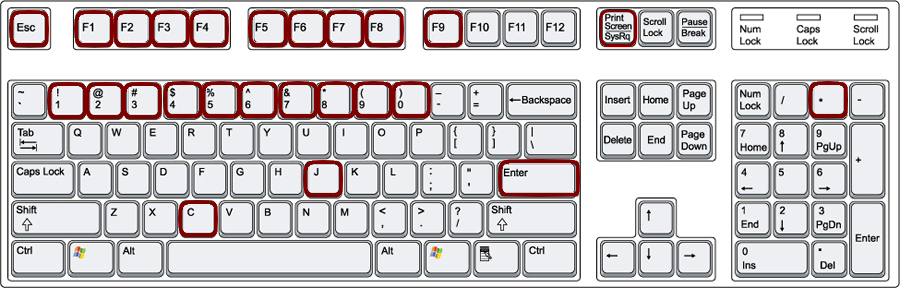 Esc F1 F2 F3 F4 F5 F6 F7 F8 F9 F10 F11 F12 Print Screen SysRq Scroll Lock Pause Break Num Lock Caps Lock Scroll Lock
~ ` ! 1 @ 2 # 3 $ 4 % 5 ^ 6 & 7 * 8 ( 9 ) 0 – - + = ←Backspace Insert Home Page Up Num Lock / * -
Tab Q W E R T Y U I O P { [ } ] | \ Delete End Page Down 7 Home 8 ↑ 9 PgUp +
Caps Lock A S D F G H J K L : ; " ' Enter 4 ← 5 6 →
Shift ⇧ Z X C V B N M < , > . ? / Shift ⇧ ↑ 1 End 2 ↓ 3 PgDn Enter
Ctrl Alt Alt Ctrl ← ↓ → 0 Ins . Del